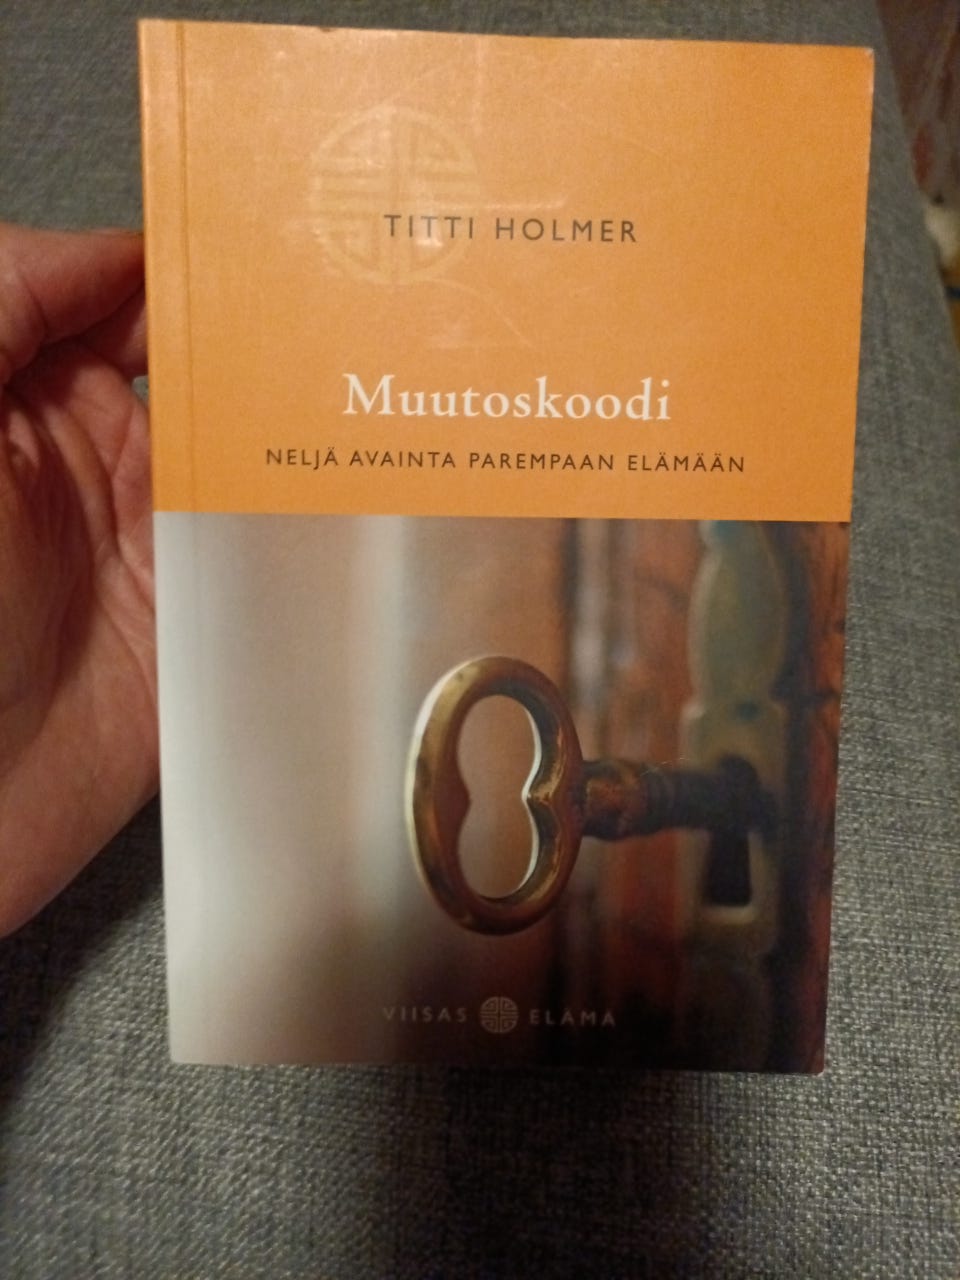 TITTI HOLMER
Muutoskoodi
NELJÄ AVAINTA PAREMPAAN ELÄMÄÄN
VIISAS ELÄMÄ